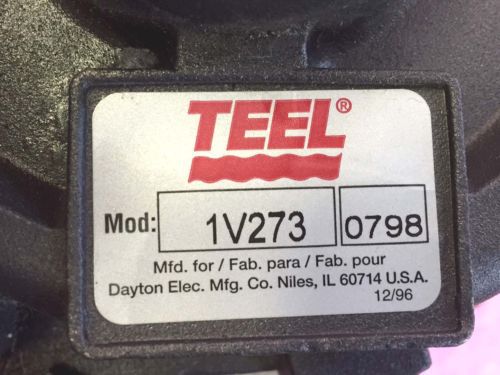 TEEL®
Mod: 1V273 0798
Mfd. for / Fab. para / Fab. pour
Dayton Elec. Mfg. Co. Niles, IL 60714 U.S.A.
12/96